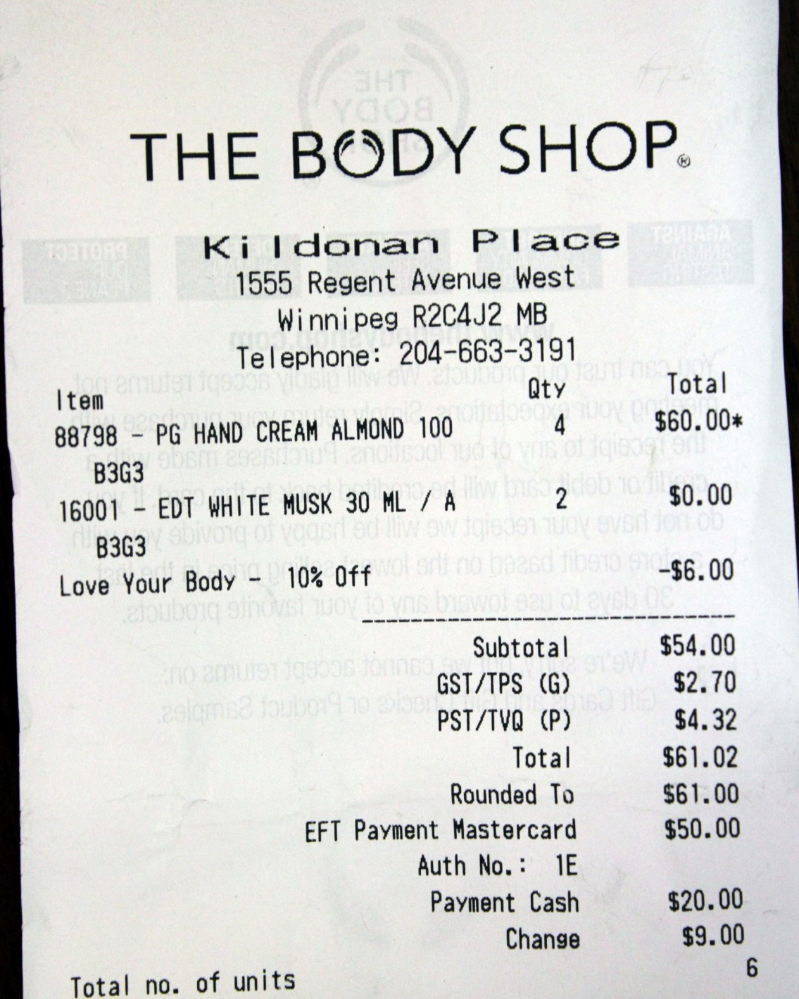 THE BODY SHOP®
Kildonan Place
1555 Regent Avenue West
Winnipeg R2C4J2 MB
Telephone: 204-663-3191
Item Qty Total
88798 - PG HAND CREAM ALMOND 100 4 $60.00*
B3G3
16001 - EDT WHITE MUSK 30 ML / A 2 $0.00
B3G3
Love Your Body - 10% Off -$6.00
Subtotal $54.00
GST/TPS (G) $2.70
PST/TVQ (P) $4.32
Total $61.02
Rounded To $61.00
EFT Payment Mastercard $50.00
Auth No.: 1E
Payment Cash $20.00
Change $9.00
Total no. of units 6